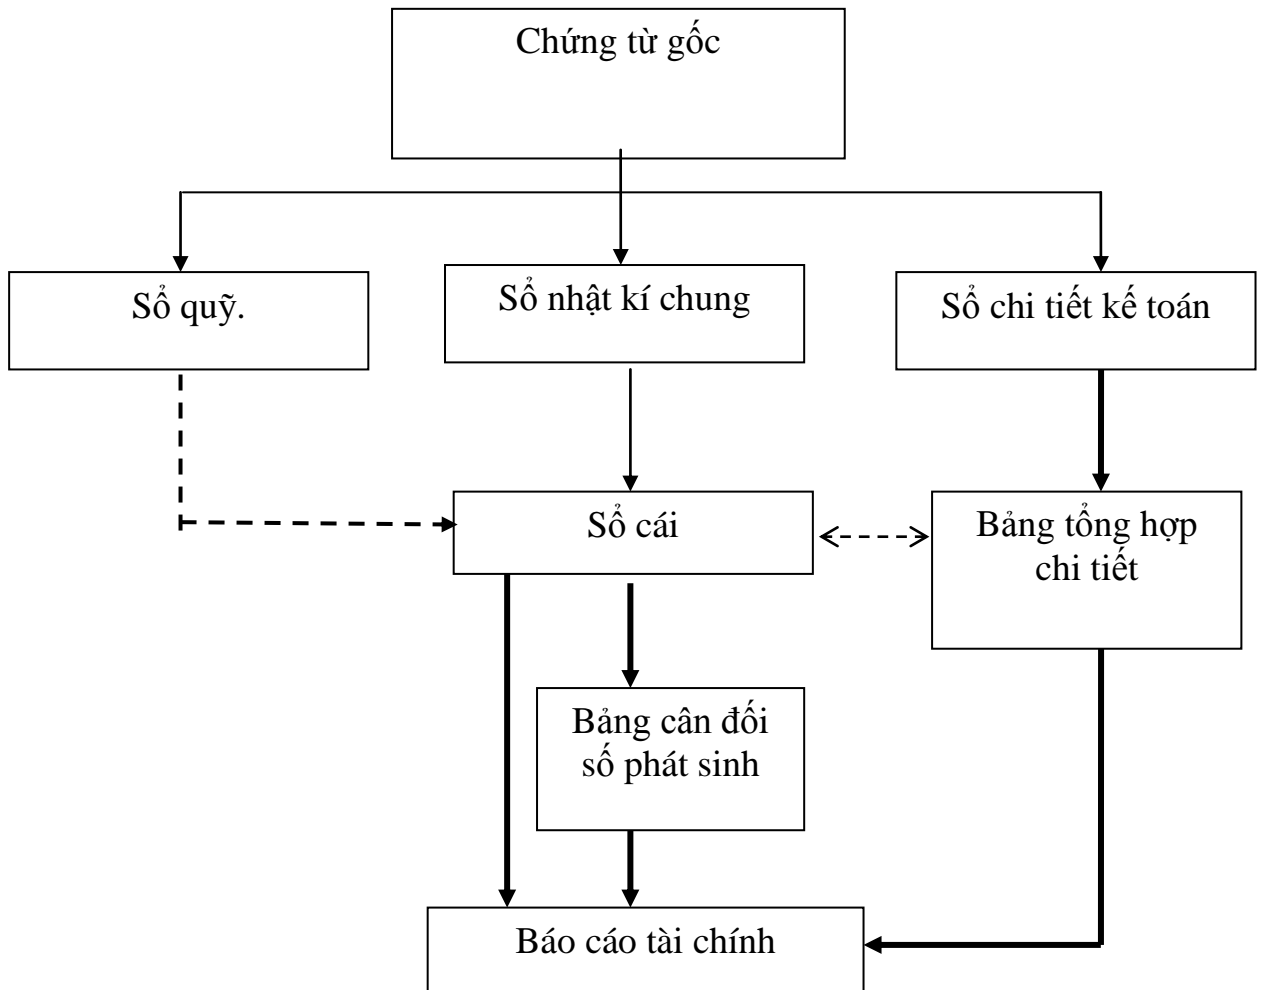 Chứng từ gốc
Sổ quỹ.
Sổ nhật kí chung
Sổ chi tiết kế toán
Sổ cái
Bảng tổng hợp
chi tiết
Bảng cân đối
số phát sinh
Báo cáo tài chính